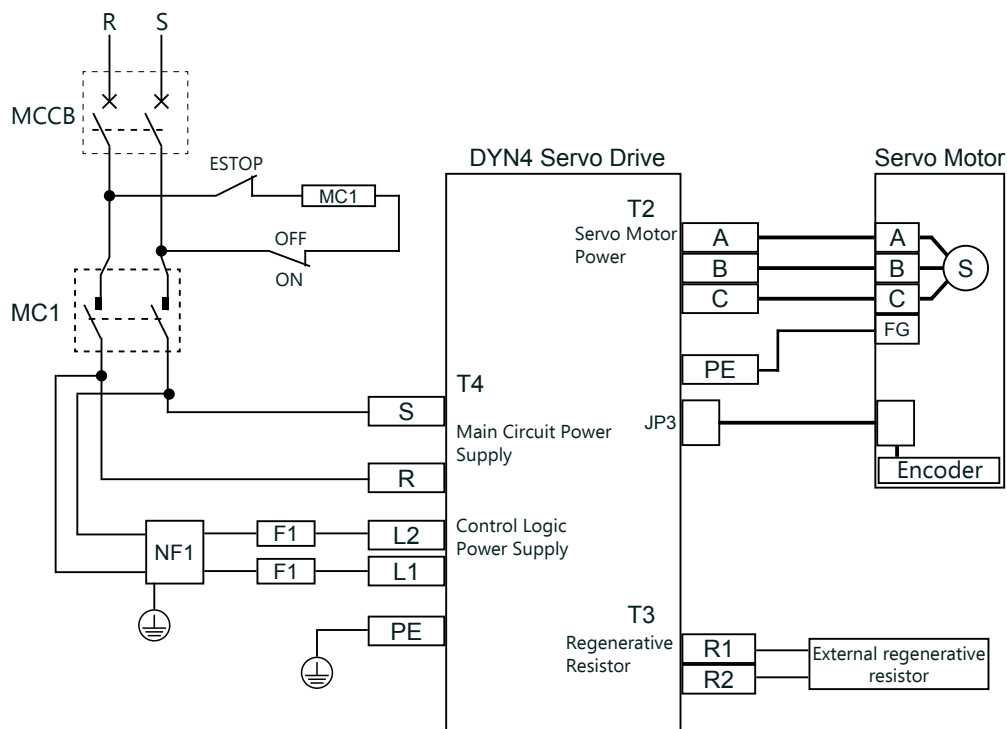 R S
MCCB
ESTOP
MC1
OFF
ON
MC1
DYN4 Servo Drive
Servo Motor
T2
Servo Motor
Power
A
B
C
PE
JP3
A
B
C
FG
S
Encoder
T4
S
Main Circuit Power
Supply
R
Control Logic
Power Supply
NF1
F1
L2
F1
L1
PE
T3
Regenerative
Resistor
R1
R2
External regenerative
resistor